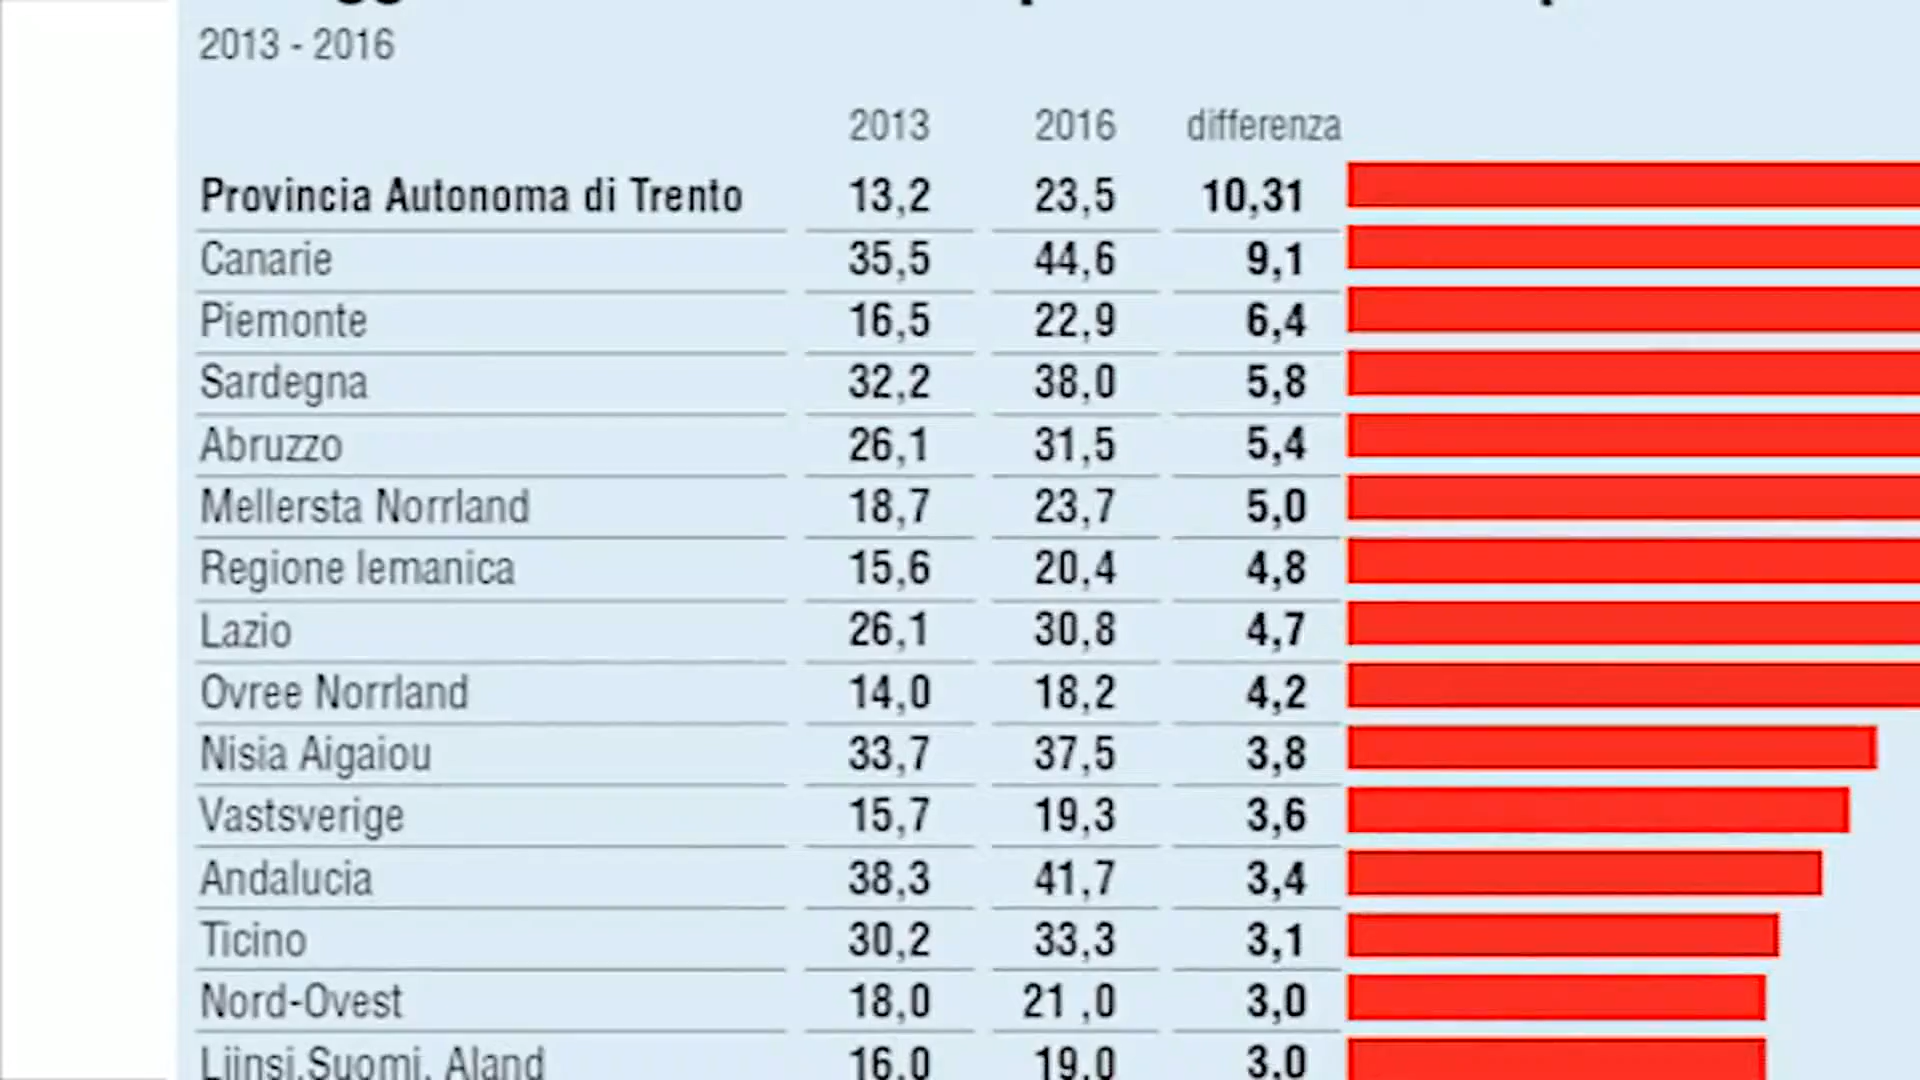 2013 - 2016
2013 2016 differenza
Provincia Autonoma di Trento 13,2 23,5 10,31
Canarie 35,5 44,6 9,1
Piemonte 16,5 22,9 6,4
Sardegna 32,2 38,0 5,8
Abruzzo 26,1 31,5 5,4
Mellersta Norrland 18,7 23,7 5,0
Regione lemanica 15,6 20,4 4,8
Lazio 26,1 30,8 4,7
Ovree Norrland 14,0 18,2 4,2
Nisia Aigaiou 33,7 37,5 3,8
Vastsverige 15,7 19,3 3,6
Andalucia 38,3 41,7 3,4
Ticino 30,2 33,3 3,1
Nord-Ovest 18,0 21 ,0 3,0
Liinsi,Suomi, Aland 16,0 19,0 3,0